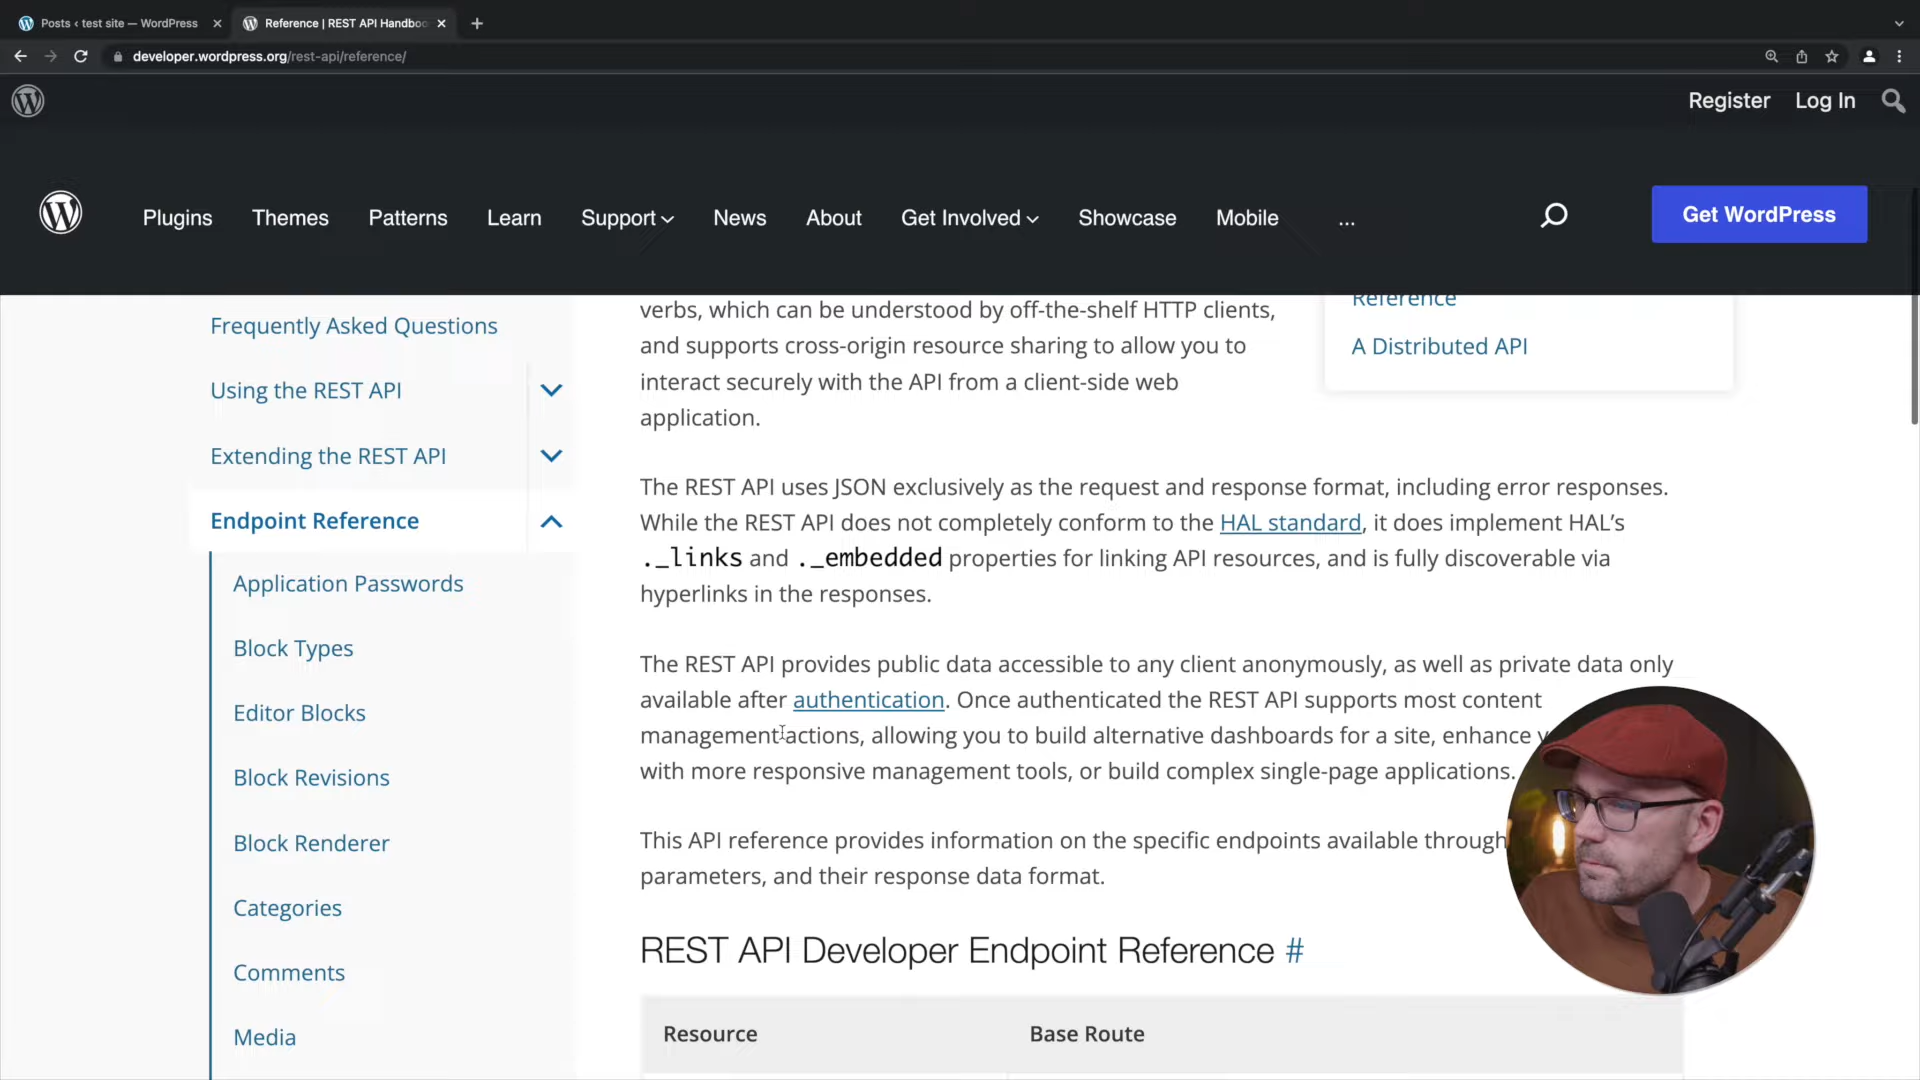 Posts ‹ test site — WordPress
Reference | REST API Handboo
developer.wordpress.org/rest-api/reference/
Register Log In
Plugins Themes Patterns Learn Support News About Get Involved Showcase Mobile ... Get WordPress
Frequently Asked Questions
Using the REST API
Extending the REST API
Endpoint Reference
Application Passwords
Block Types
Editor Blocks
Block Revisions
Block Renderer
Categories
Comments
Media
verbs, which can be understood by off-the-shelf HTTP clients,
and supports cross-origin resource sharing to allow you to
interact securely with the API from a client-side web
application.
Reference
A Distributed API
The REST API uses JSON exclusively as the request and response format, including error responses.
While the REST API does not completely conform to the HAL standard, it does implement HAL’s
._links and ._embedded properties for linking API resources, and is fully discoverable via
hyperlinks in the responses.
The REST API provides public data accessible to any client anonymously, as well as private data only
available after authentication. Once authenticated the REST API supports most content
management actions, allowing you to build alternative dashboards for a site, enhance
with more responsive management tools, or build complex single-page applications.
This API reference provides information on the specific endpoints available through
parameters, and their response data format.
REST API Developer Endpoint Reference #
Resource Base Route